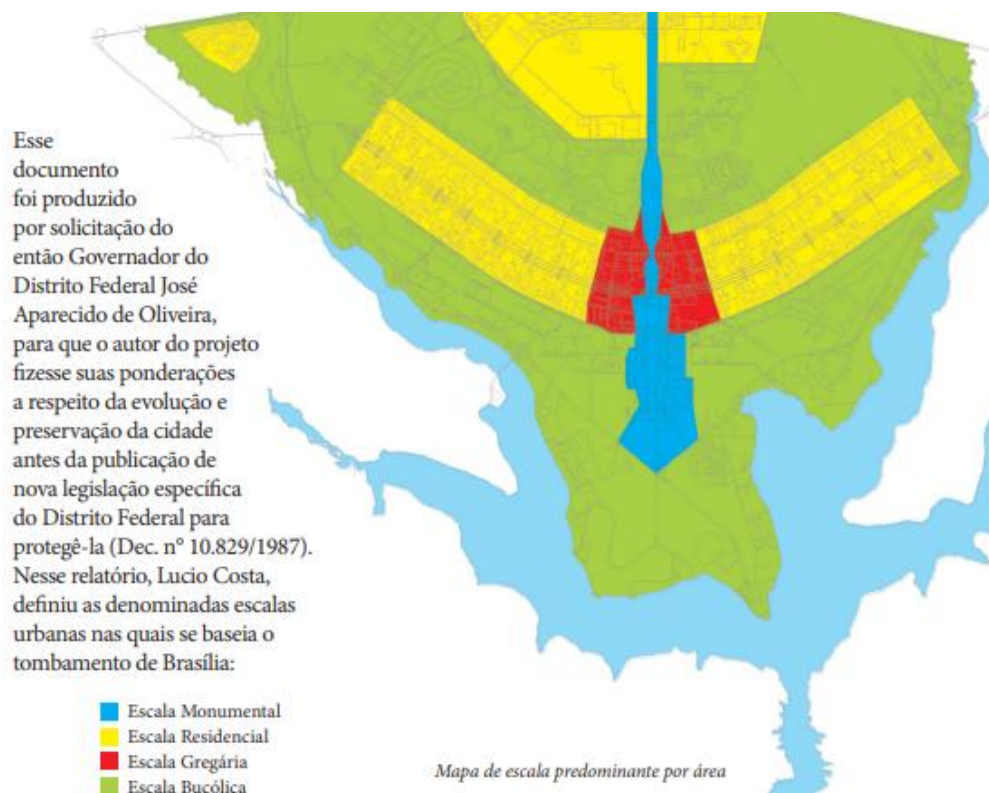 Esse
documento
foi produzido
por solicitação do
então Governador do
Distrito Federal José
Aparecido de Oliveira,
para que o autor do projeto
fizesse suas ponderações
a respeito da evolução e
preservação da cidade
antes da publicação de
nova legislação específica
do Distrito Federal para
protegê-la (Dec. n° 10.829/1987).
Nesse relatório, Lucio Costa,
definiu as denominadas escalas
urbanas nas quais se baseia o
tombamento de Brasília:
Escala Monumental
Escala Residencial
Escala Gregária
Escala Bucólica
Mapa de escala predominante por área